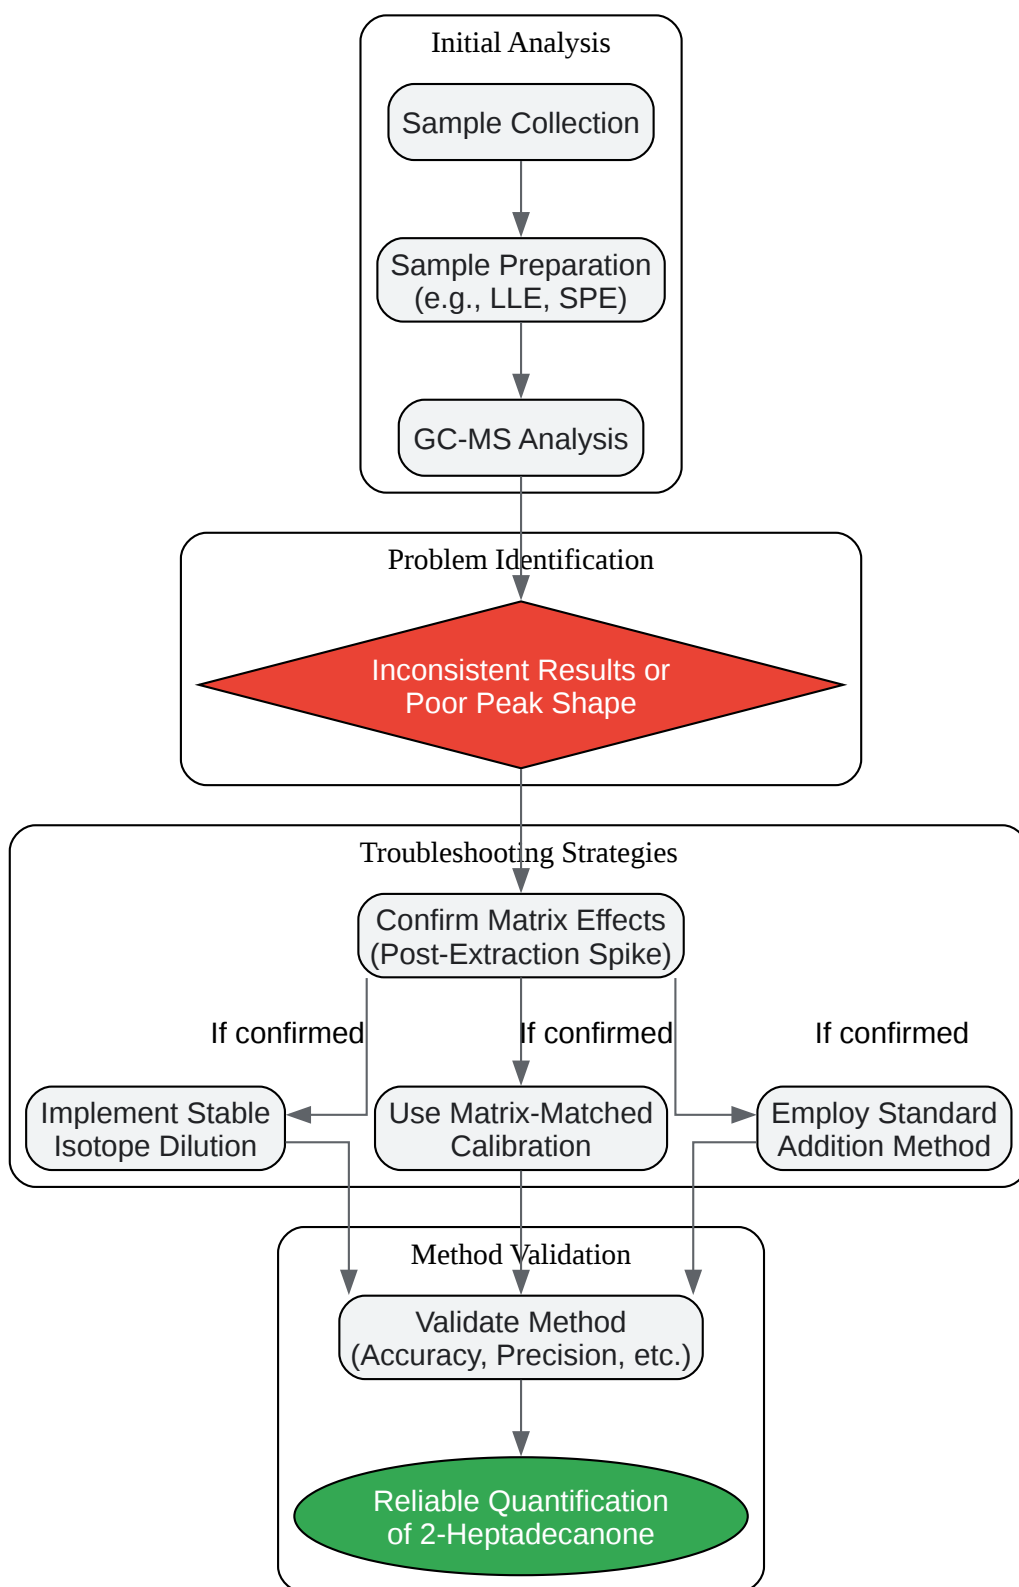 Initial Analysis
Sample Collection
Sample Preparation
(e.g., LLE, SPE)
GC-MS Analysis
Problem Identification
Inconsistent Results or
Poor Peak Shape
Troubleshooting Strategies
Confirm Matrix Effects
(Post-Extraction Spike)
If confirmed
If confirmed
If confirmed
Implement Stable
Isotope Dilution
Use Matrix-Matched
Calibration
Employ Standard
Addition Method
Method Validation
Validate Method
(Accuracy, Precision, etc.)
Reliable Quantification
of 2-Heptadecanone